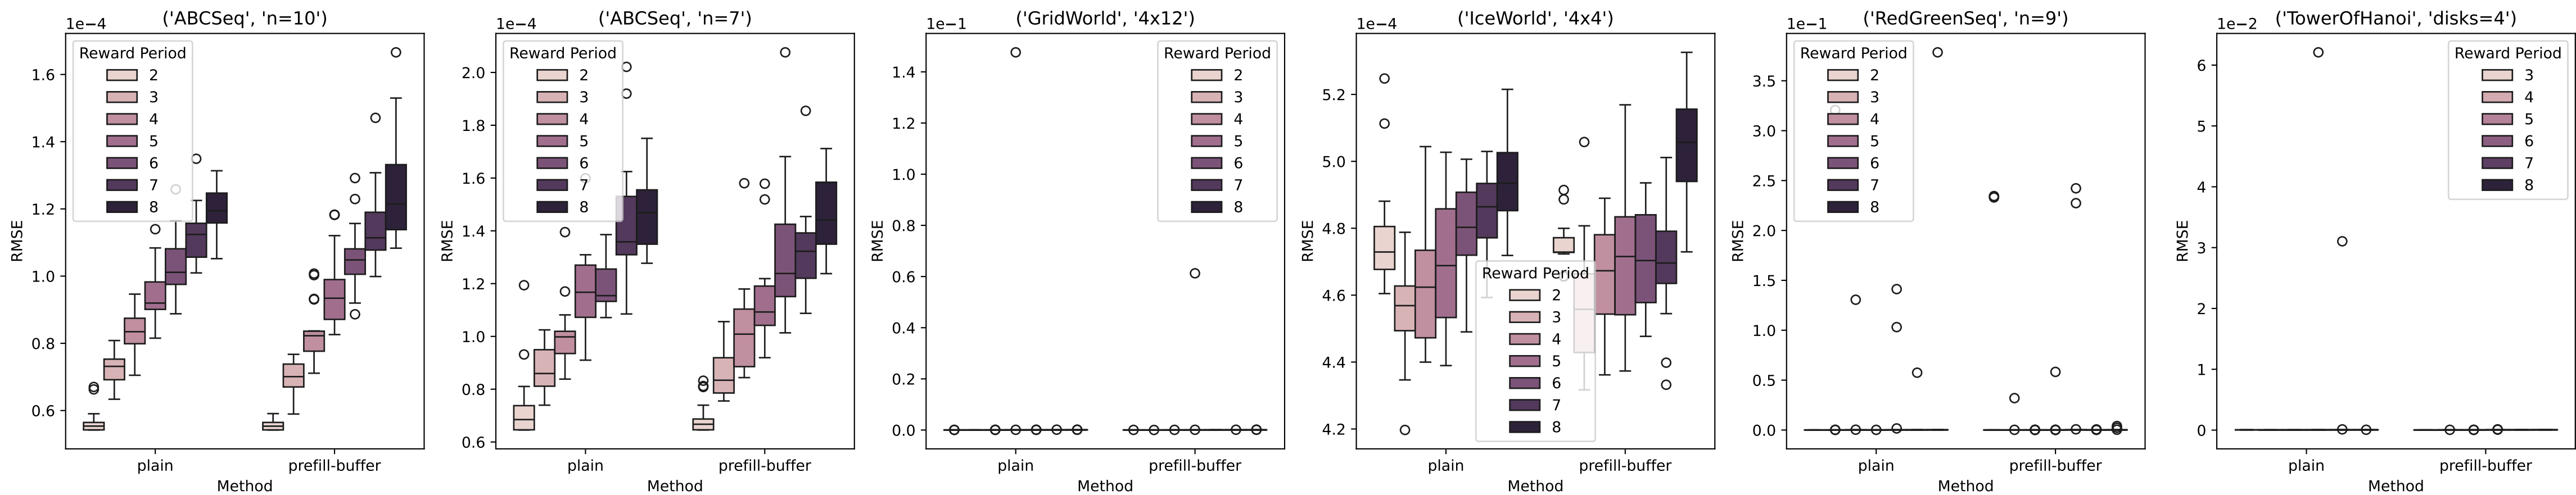 ('ABCSeq', 'n=10')
1e−4
Reward Period
2
3
4
5
6
7
8
1.6
1.4
1.2
1.0
0.8
0.6
RMSE
plain
prefill-buffer
Method
('ABCSeq', 'n=7')
1e−4
Reward Period
2
3
4
5
6
7
8
2.0
1.8
1.6
1.4
1.2
1.0
0.8
0.6
RMSE
plain
prefill-buffer
Method
('GridWorld', '4x12')
1e−1
Reward Period
2
3
4
5
6
7
8
1.4
1.2
1.0
0.8
0.6
0.4
0.2
0.0
RMSE
plain
prefill-buffer
Method
('IceWorld', '4x4')
1e−4
5.2
5.0
4.8
4.6
4.4
4.2
RMSE
Reward Period
2
3
4
5
6
7
8
plain
prefill-buffer
Method
('RedGreenSeq', 'n=9')
1e−1
Reward Period
2
3
4
5
6
7
8
3.5
3.0
2.5
2.0
1.5
1.0
0.5
0.0
RMSE
plain
prefill-buffer
Method
('TowerOfHanoi', 'disks=4')
1e−2
Reward Period
3
4
5
6
7
8
6
5
4
3
2
1
0
RMSE
plain
prefill-buffer
Method